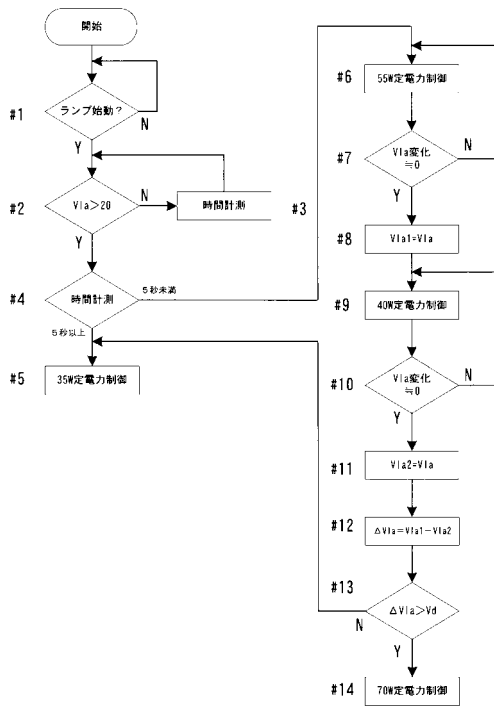 開始
#1
ランプ始動？
N
Y
#2
Vla＞20
N
Y
時間計測
#3
#4
時間計測
5秒未満
5秒以上
#5
35W定電力制御
#6
55W定電力制御
#7
Vla変化
≒0
N
Y
#8
Vla1=Vla
#9
40W定電力制御
#10
Vla変化
≒0
N
Y
#11
Vla2=Vla
#12
ΔVla=Vla1-Vla2
#13
ΔVla＞Vd
N
Y
#14
70W定電力制御